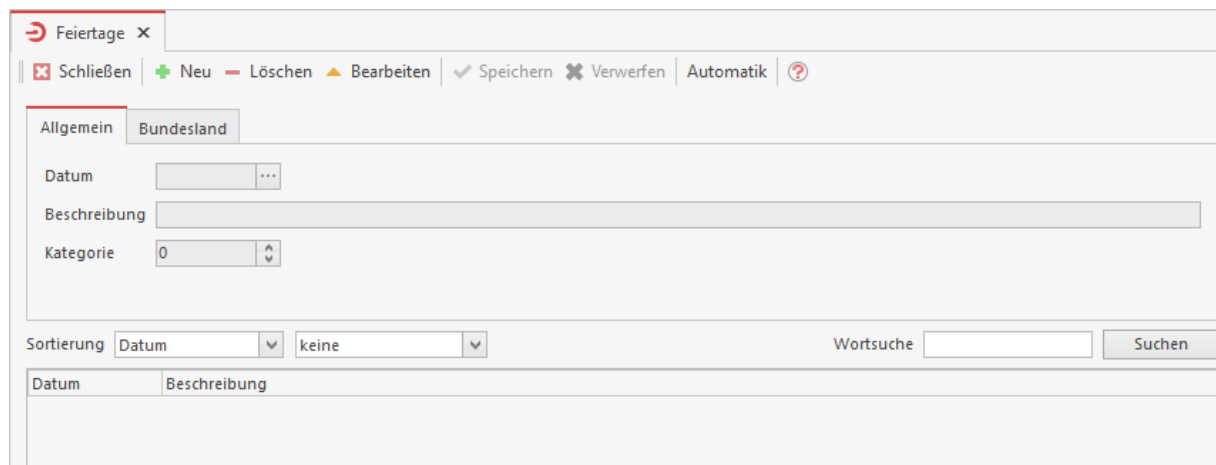 Feiertage
Schließen Neu Löschen Bearbeiten Speichern Verwerfen Automatik ?
Allgemein Bundesland
Datum ...
Beschreibung
Kategorie 0
Sortierung Datum keine Wortsuche Suchen
Datum Beschreibung